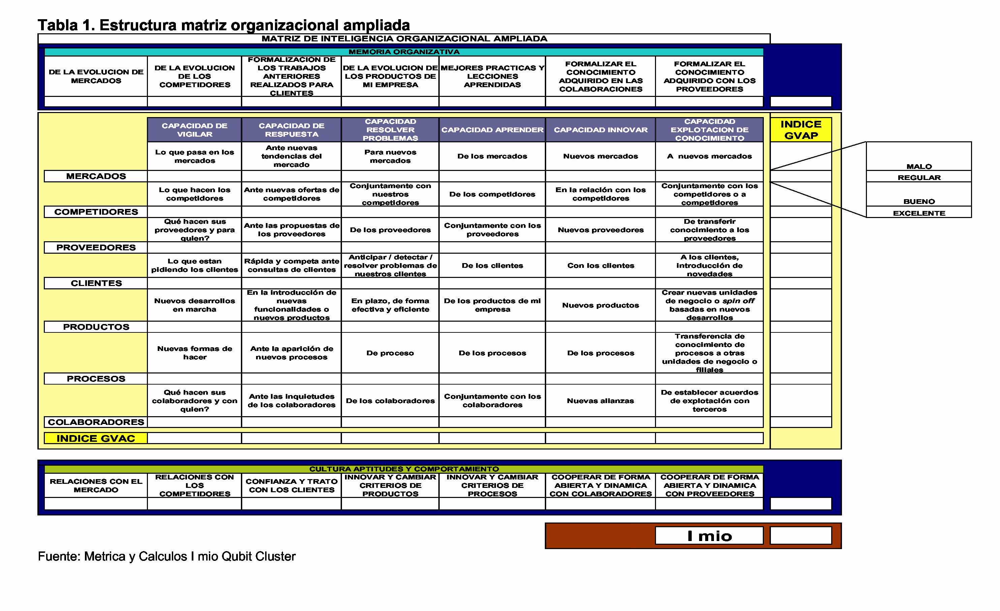 Tabla 1. Estructura matriz organizacional ampliada
MATRIZ DE INTELIGENCIA ORGANIZACIONAL AMPLIADA
MEMORIA ORGANIZATIVA
DE LA EVOLUCION DE
MERCADOS
DE LA EVOLUCION
DE LOS
COMPETIDORES
FORMALIZACION DE
LOS TRABAJOS
ANTERIORES
REALIZADOS PARA
CLIENTES
DE LA EVOLUCION DE
LOS PRODUCTOS DE
MI EMPRESA
MEJORES PRACTICAS Y
LECCIONES
APRENDIDAS
FORMALIZAR EL
CONOCIMIENTO
ADQUIRIDO EN LAS
COLABORACIONES
FORMALIZAR EL
CONOCIMIENTO
ADQUIRIDO CON LOS
PROVEEDORES
CAPACIDAD DE
VIGILAR
CAPACIDAD DE
RESPUESTA
CAPACIDAD
RESOLVER
PROBLEMAS
CAPACIDAD APRENDER
CAPACIDAD INNOVAR
CAPACIDAD
EXPLOTACION DE
CONOCIMIENTO
INDICE
GVAP
Lo que pasa en los
mercados
Ante nuevas
tendencias del
mercado
Para nuevos
mercados
De los mercados
Nuevos mercados
A nuevos mercados
MALO
REGULAR
BUENO
EXCELENTE
MERCADOS
Lo que hacen los
competidores
Ante nuevas ofertas de
competidores
Conjuntamente con
nuestros
competidores
De los competidores
En la relación con los
competidores
Conjuntamente con los
competidores o a
competidores
COMPETIDORES
Qué hacen sus
proveedores y para
quien?
Ante las propuestas de
los proveedores
De los proveedores
Conjuntamente con los
proveedores
Nuevos proveedores
De transferir
conocimiento a los
proveedores
PROVEEDORES
Lo que estan
pidiendo los clientes
Rápida y competa ante
consultas de clientes
Anticipar / detectar /
resolver problemas de
nuestros clientes
De los clientes
Con los clientes
A los clientes,
introducción de
novedades
CLIENTES
Nuevos desarrollos
en marcha
En la introducción de
nuevas
funcionalidades o
nuevos productos
En plazo, de forma
efectiva y eficiente
De los productos de mi
empresa
Nuevos productos
Crear nuevas unidades
de negocio o spin off
basadas en nuevos
desarrollos
PRODUCTOS
Nuevas formas de
hacer
Ante la aparición de
nuevos procesos
De proceso
De los procesos
De los procesos
Transferencia de
conocimiento de
procesos a otras
unidades de negocio o
filiales
PROCESOS
Qué hacen sus
colaboradores y con
quien?
Ante las inquietudes
de los colaboradores
De los colaboradores
Conjuntamente con los
colaboradores
Nuevas alianzas
De establecer acuerdos
de explotación con
terceros
COLABORADORES
INDICE GVAC
CULTURA APTITUDES Y COMPORTAMIENTO
RELACIONES CON EL
MERCADO
RELACIONES CON
LOS
COMPETIDORES
CONFIANZA Y TRATO
CON LOS CLIENTES
INNOVAR Y CAMBIAR
CRITERIOS DE
PRODUCTOS
INNOVAR Y CAMBIAR
CRITERIOS DE
PROCESOS
COOPERAR DE FORMA
ABIERTA Y DINAMICA
CON COLABORADORES
COOPERAR DE FORMA
ABIERTA Y DINAMICA
CON PROVEEDORES
I mio
Fuente: Metrica y Calculos I mio Qubit Cluster